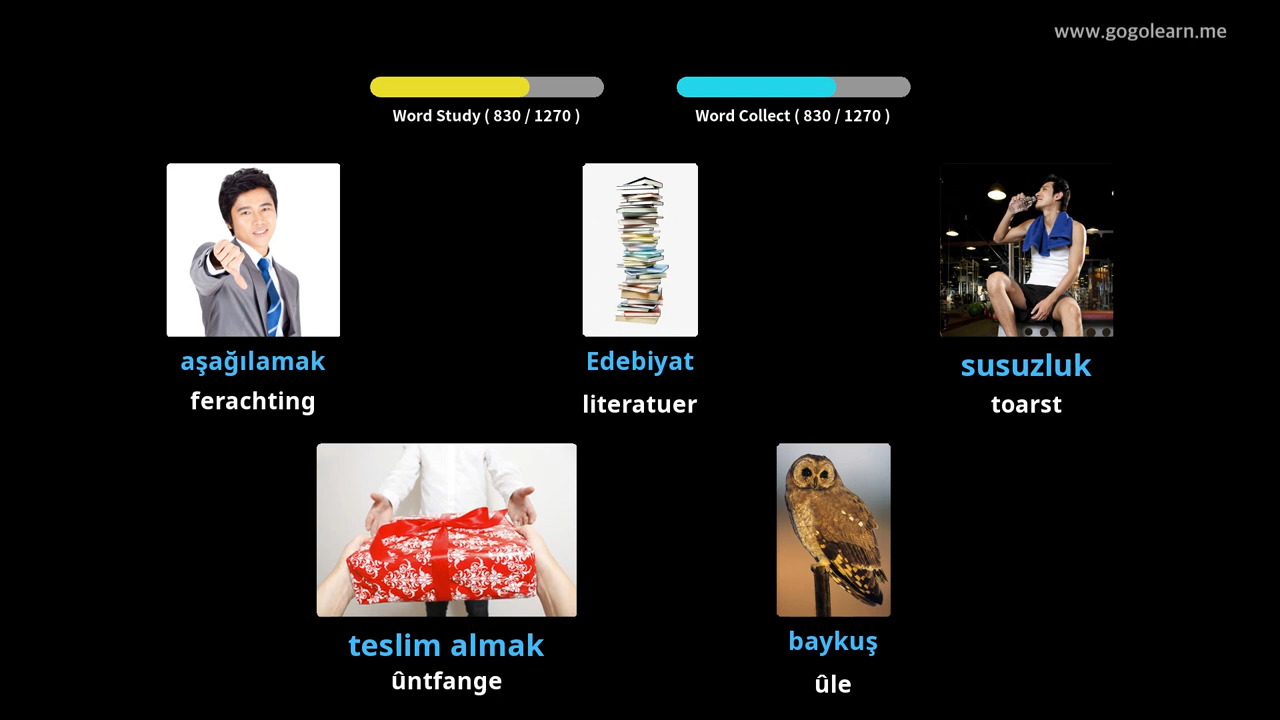 www.gogolearn.me
Word Study ( 830 / 1270 )
Word Collect ( 830 / 1270 )
aşağılamak
ferachting
Edebiyat
literatuer
susuzluk
toarst
teslim almak
ûntfange
baykuş
ûle